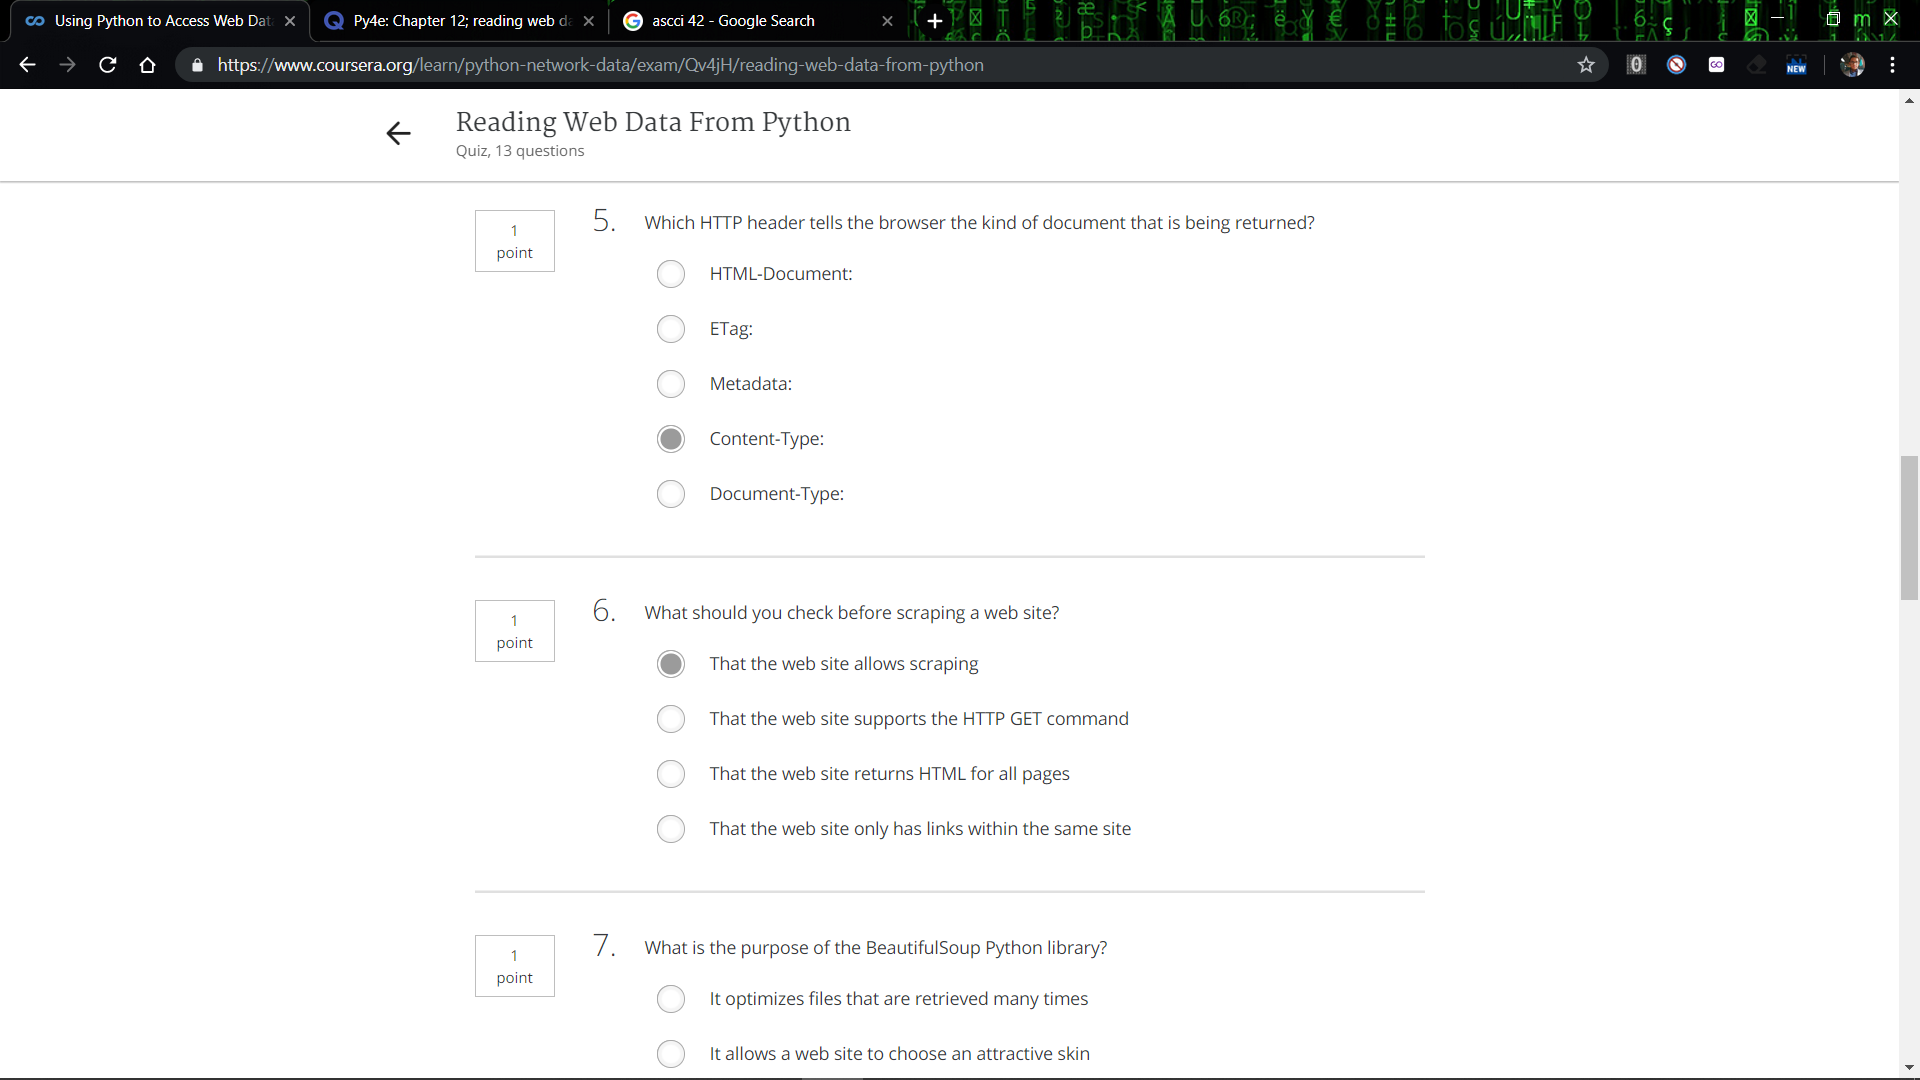 Using Python to Access Web Dat
Py4e: Chapter 12; reading web d
ascci 42 - Google Search
https://www.coursera.org/learn/python-network-data/exam/Qv4jH/reading-web-data-from-python
NEW
Reading Web Data From Python
Quiz, 13 questions
1
point
5.
Which HTTP header tells the browser the kind of document that is being returned?
HTML-Document:
ETag:
Metadata:
Content-Type:
Document-Type:
1
point
6.
What should you check before scraping a web site?
That the web site allows scraping
That the web site supports the HTTP GET command
That the web site returns HTML for all pages
That the web site only has links within the same site
1
point
7.
What is the purpose of the BeautifulSoup Python library?
It optimizes files that are retrieved many times
It allows a web site to choose an attractive skin